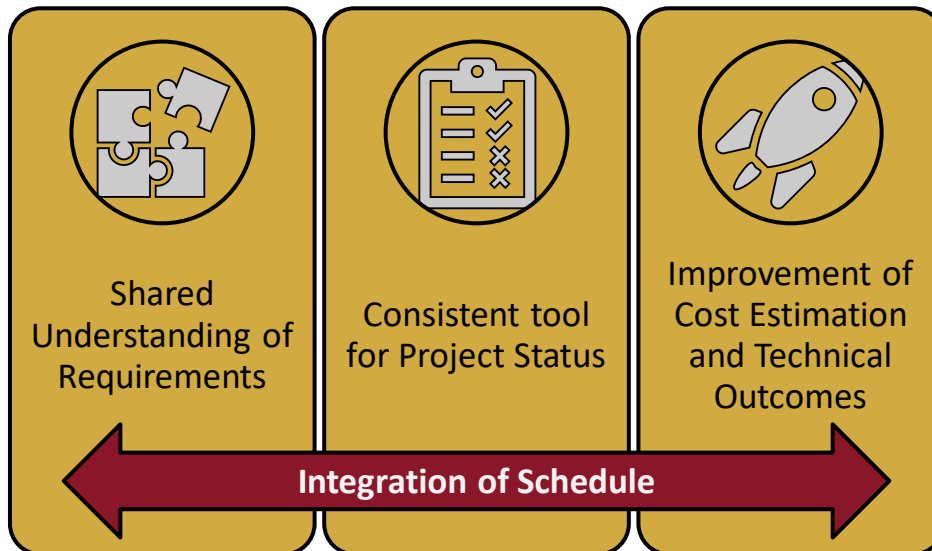 Shared
Understanding of
Requirements
Consistent tool
for Project Status
Improvement of
Cost Estimation
and Technical
Outcomes
Integration of Schedule